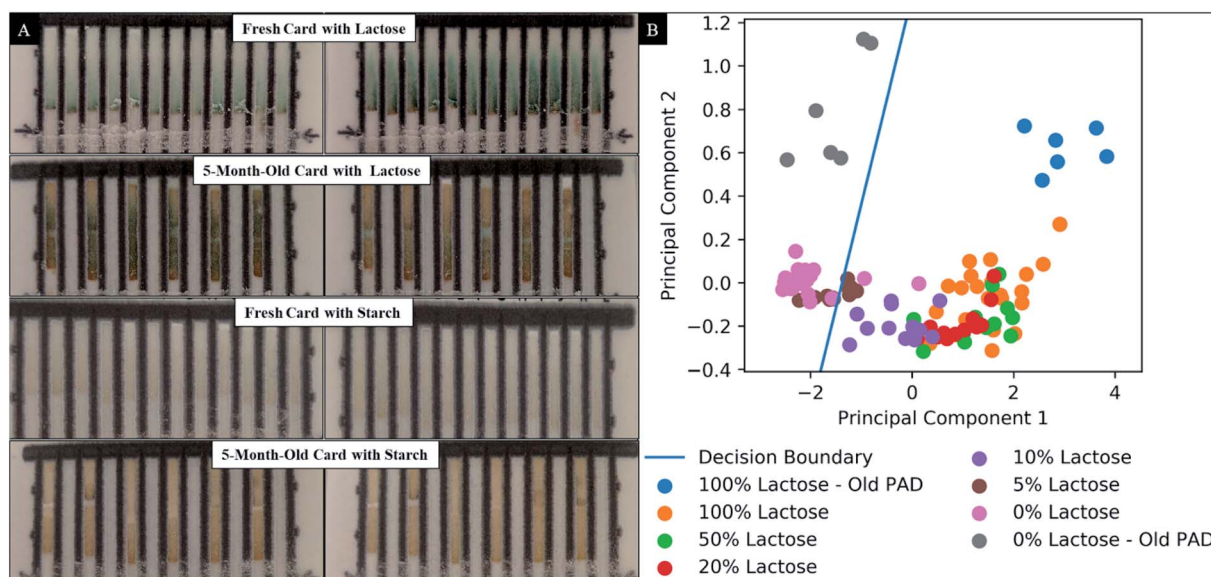 A
Fresh Card with Lactose
5-Month-Old Card with Lactose
Fresh Card with Starch
5-Month-Old Card with Starch
B
1.2
1.0
0.8
0.6
0.4
0.2
0.0
−0.2
−0.4
Principal Component 2
−2
0
2
4
Principal Component 1
Decision Boundary
100% Lactose - Old PAD
100% Lactose
50% Lactose
20% Lactose
10% Lactose
5% Lactose
0% Lactose
0% Lactose - Old PAD